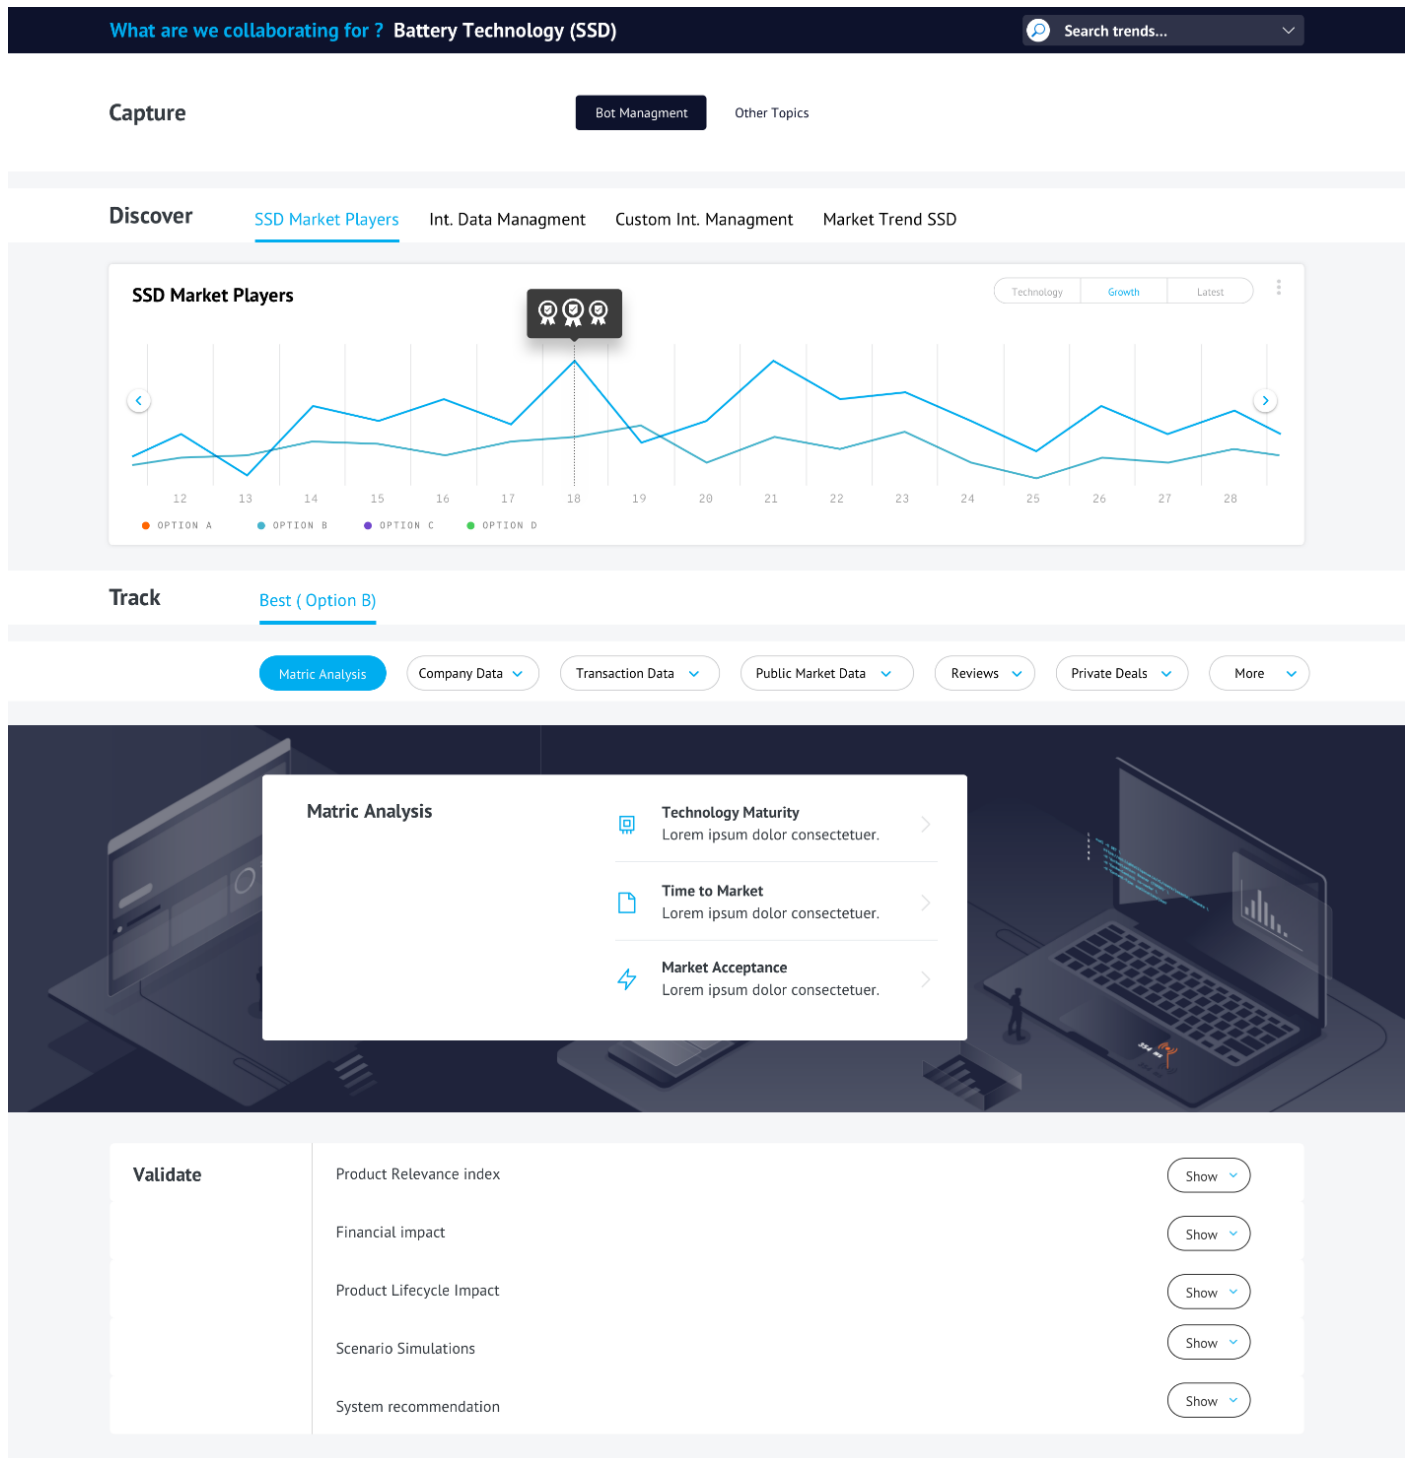 What are we collaborating for ? Battery Technology (SSD)
Search trends...
Capture
Bot Managment
Other Topics
Discover
SSD Market Players
Int. Data Managment
Custom Int. Managment
Market Trend SSD
SSD Market Players
Technology
Growth
Latest
12 13 14 15 16 17 18 19 20 21 22 23 24 25 26 27 28
OPTION A
OPTION B
OPTION C
OPTION D
Track
Best ( Option B)
Matric Analysis
Company Data
Transaction Data
Public Market Data
Reviews
Private Deals
More
Matric Analysis
Technology Maturity
Lorem ipsum dolor consectetuer.
Time to Market
Lorem ipsum dolor consectetuer.
Market Acceptance
Lorem ipsum dolor consectetuer.
354 MS
Validate
Product Relevance index
Show
Financial impact
Show
Product Lifecycle Impact
Show
Scenario Simulations
Show
System recommendation
Show